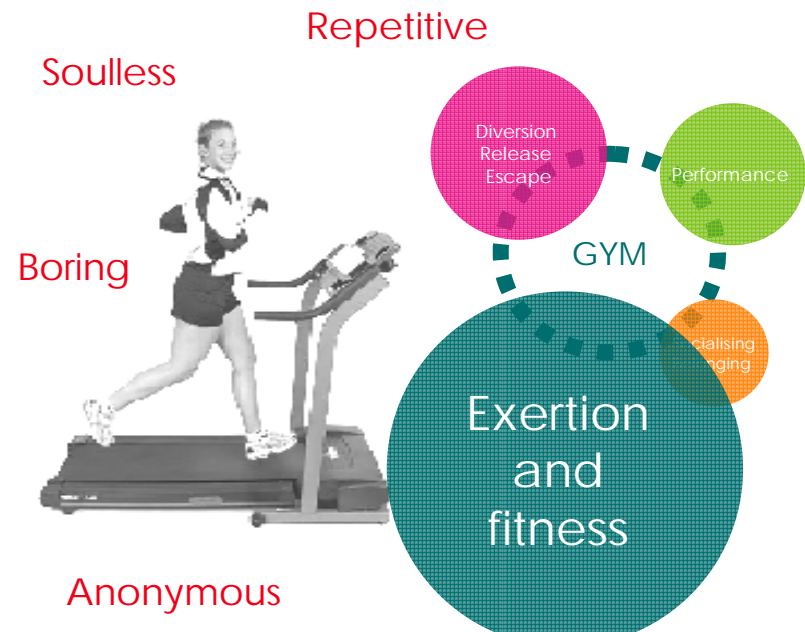 Repetitive
Soulless
Diversion
Release
Escape
Performance
GYM
Boring
Exertion
and
fitness
Anonymous